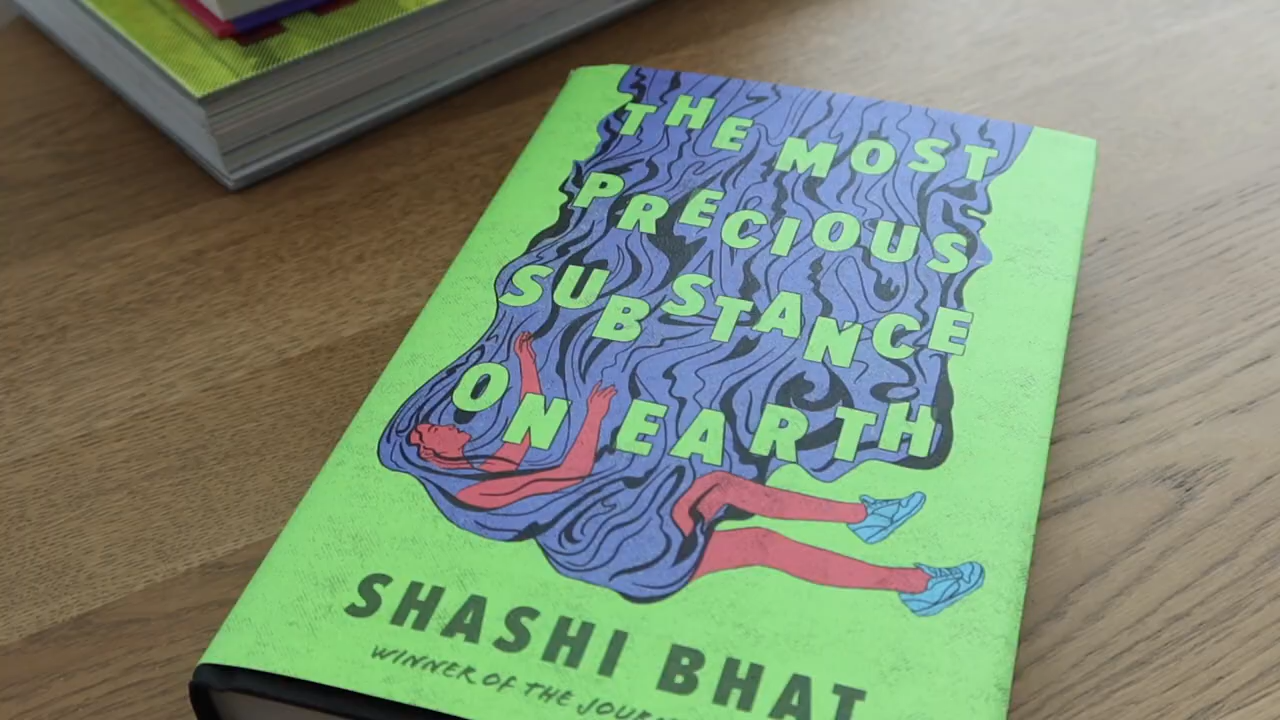 THE MOST
PRECIOUS
SUBSTANCE
ON EARTH
SHASHI BHAT
WINNER OF THE